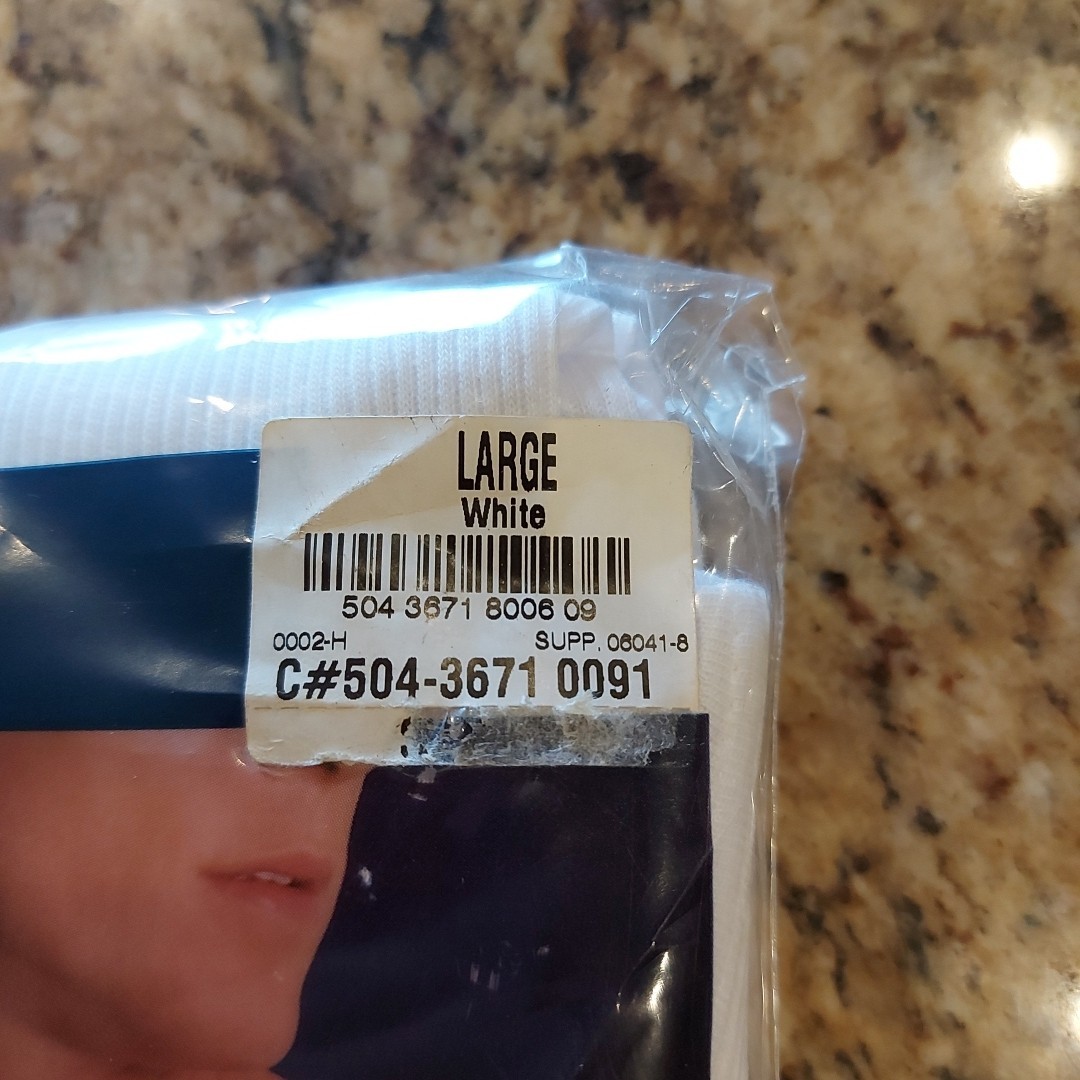 LARGE
White
504 3671 8006 09
0002-H SUPP. 06041-8
C#504-3671 0091